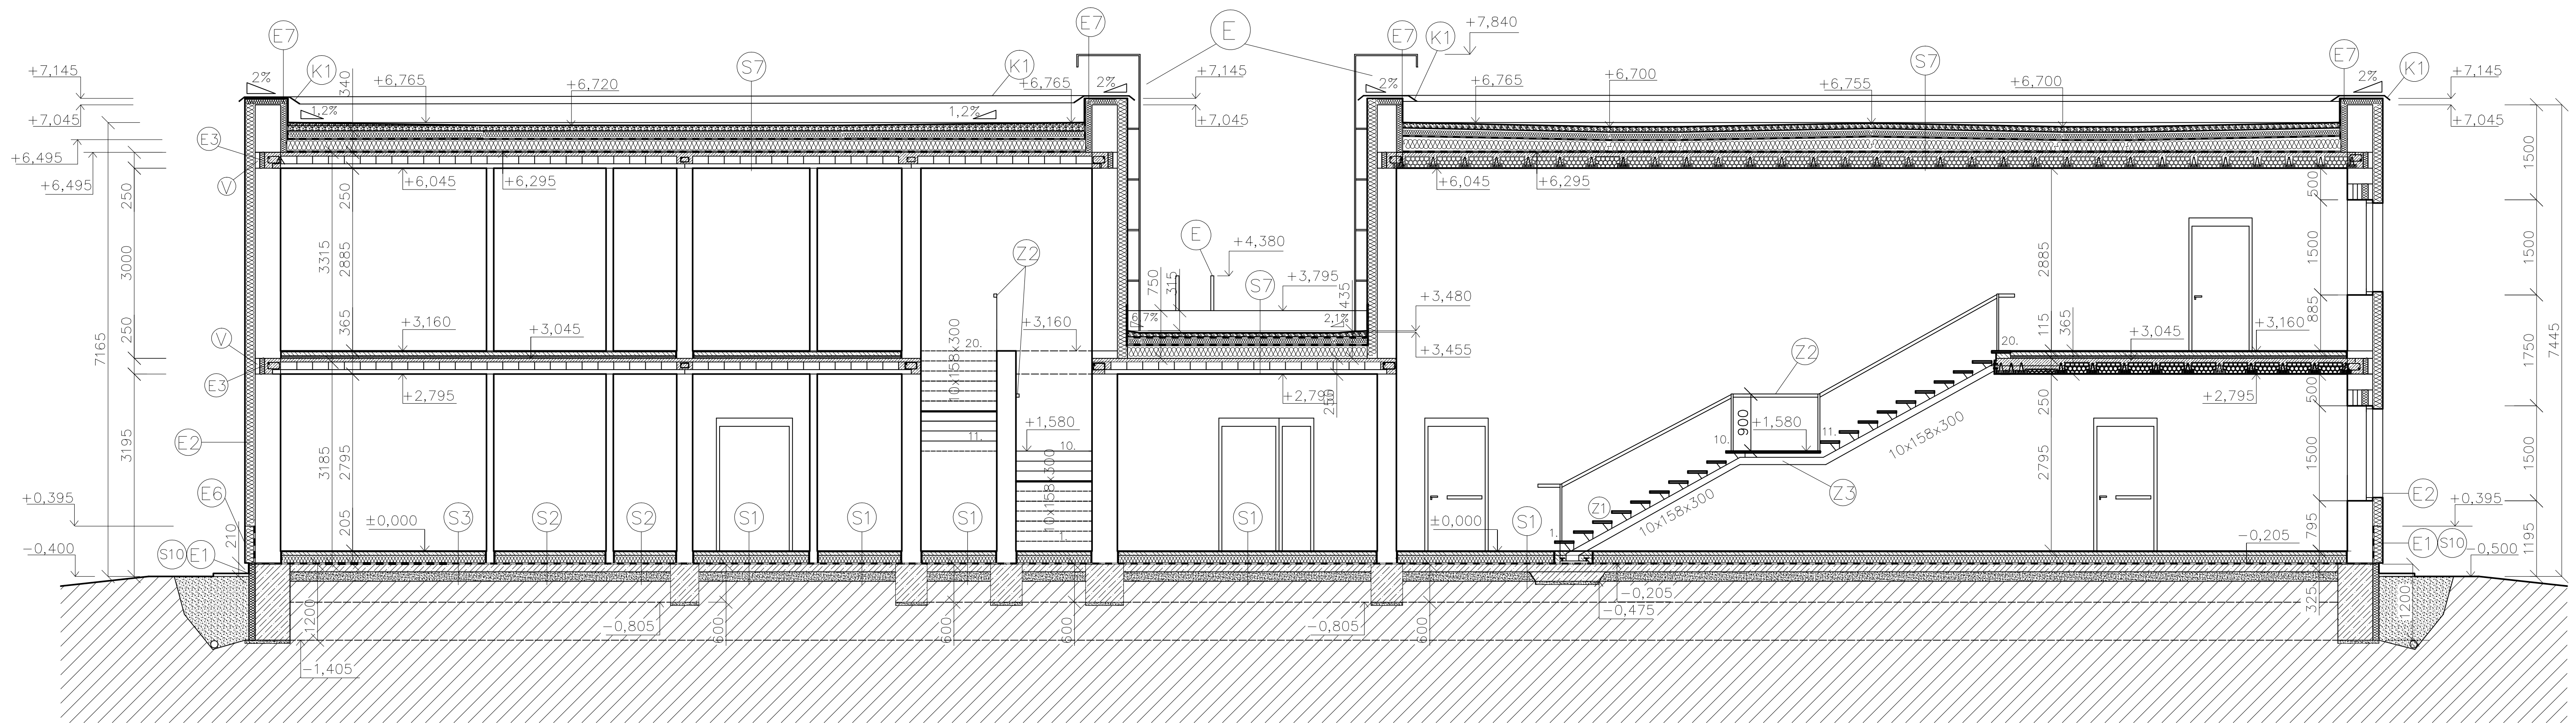 E7
K1
340
+6,765
+6,720
S7
K1
+6,765
E7
2%
E
+7,840
E7
K1
2%
+7,145
+7,045
+6,765
+6,700
+6,755
S7
+6,700
E7
2%
K1
+7,145
+7,045
+7,145
2%
+7,045
1,2%
1,2%
+6,495
+6,495
E3
V
+6,045
+6,295
+6,045
+6,295
250
250
3000
3315
2885
7165
250
365
Z2
E
+4,380
+3,795
S7
750
315
435
6,7%
2,1%
+3,480
+3,455
2885
500
1500
1500
1500
885
115
365
+3,045
+3,160
1750
7445
V
E3
+3,160
+3,045
+3,160
20.
10x158x300
11.
+2,795
+2,795
250
+1,580
10.
10x158x300
1.
20.
Z2
900
+1,580
10.
11.
10x158x300
Z3
10x158x300
Z1
1.
250
2795
+2,795
500
1500
1500
795
1195
E2
3195
3185
2795
205
E6
+0,395
210
-0,400
S10
E1
±0,000
S3
S2
S2
S1
S1
S1
S1
±0,000
S1
-0,205
E2
+0,395
E1
S10
-0,500
1200
-1,405
-0,805
600
600
600
-0,805
600
-0,205
-0,475
325
1200